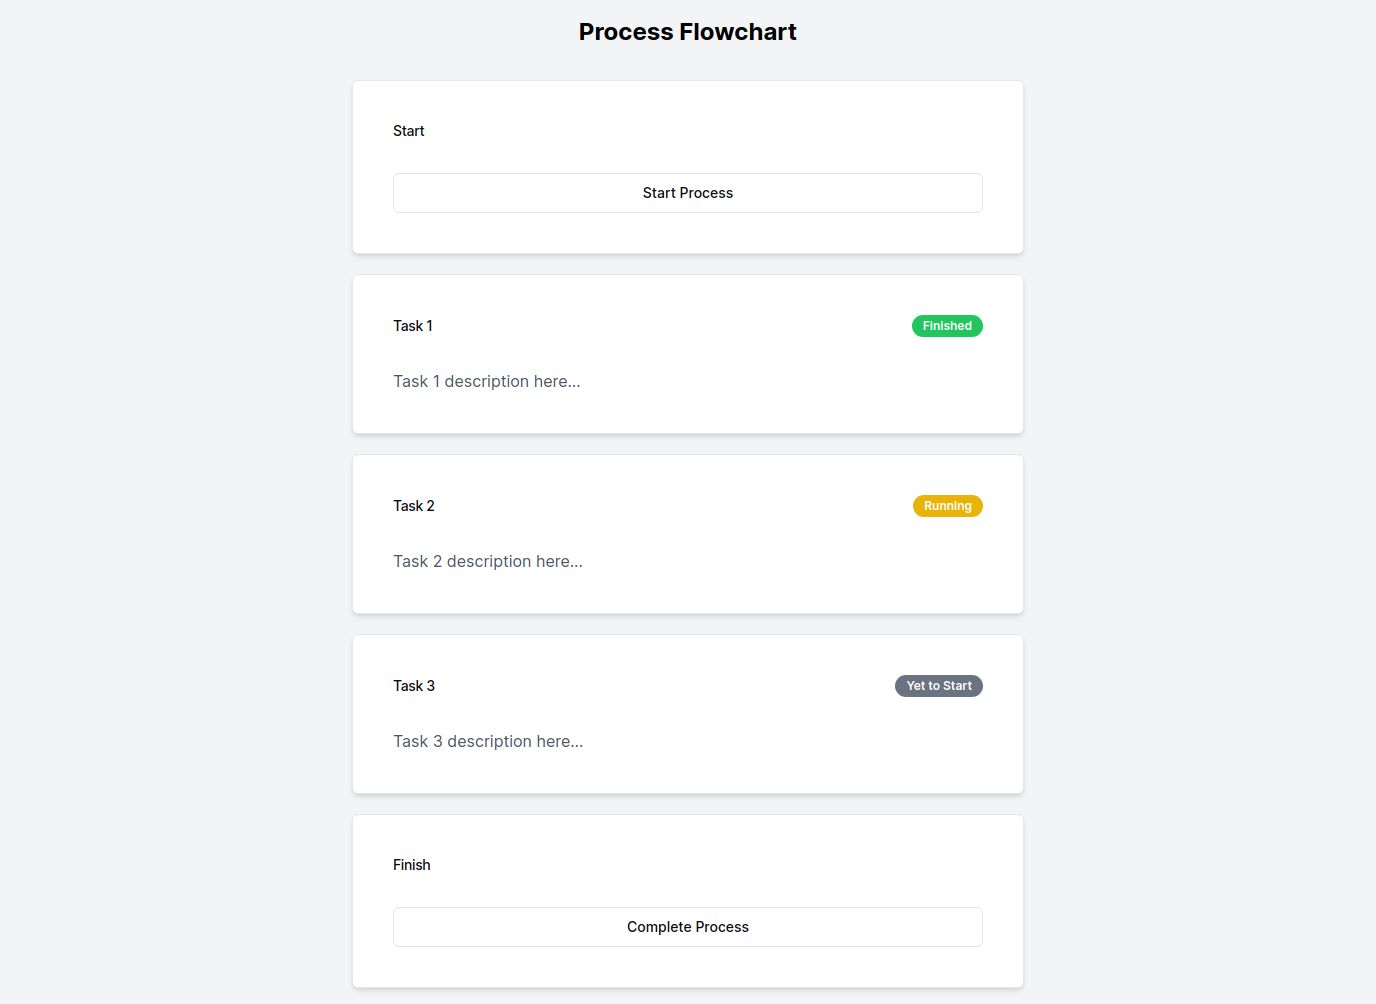 Process Flowchart
Start
Start Process
Task 1
Finished
Task 1 description here...
Task 2
Running
Task 2 description here...
Task 3
Yet to Start
Task 3 description here...
Finish
Complete Process